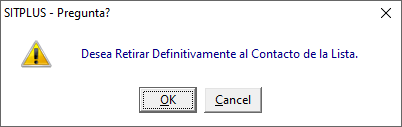 SITPLUS - Pregunta?
Desea Retirar Definitivamente al Contacto de la Lista.
OK Cancel